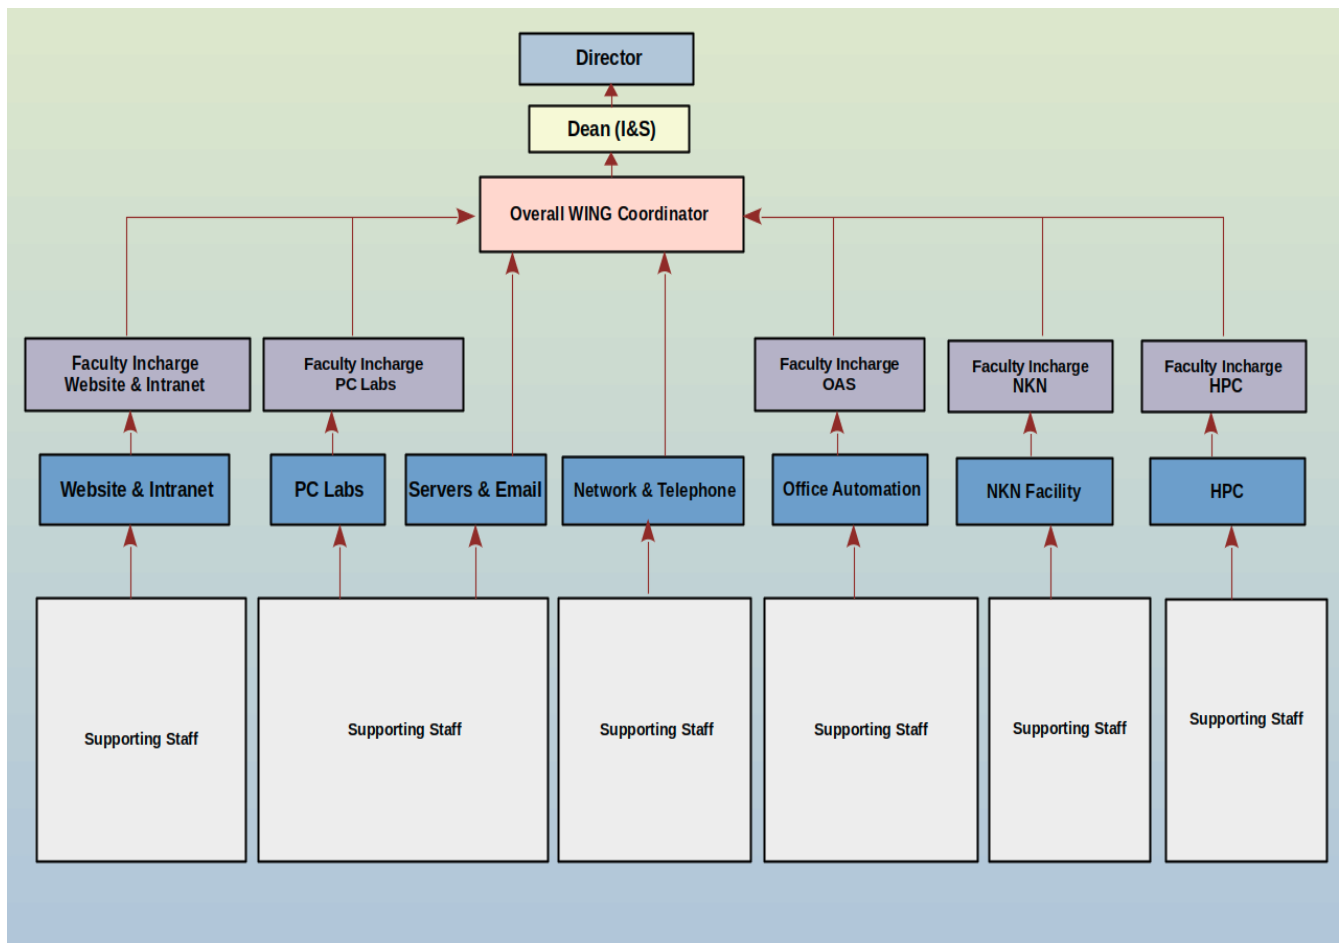 Director
Dean (I&S)
Overall WING Coordinator
Faculty Incharge
Website & Intranet
Faculty Incharge
PC Labs
Faculty Incharge
OAS
Faculty Incharge
NKN
Faculty Incharge
HPC
Website & Intranet
PC Labs
Servers & Email
Network & Telephone
Office Automation
NKN Facility
HPC
Supporting Staff
Supporting Staff
Supporting Staff
Supporting Staff
Supporting Staff
Supporting Staff